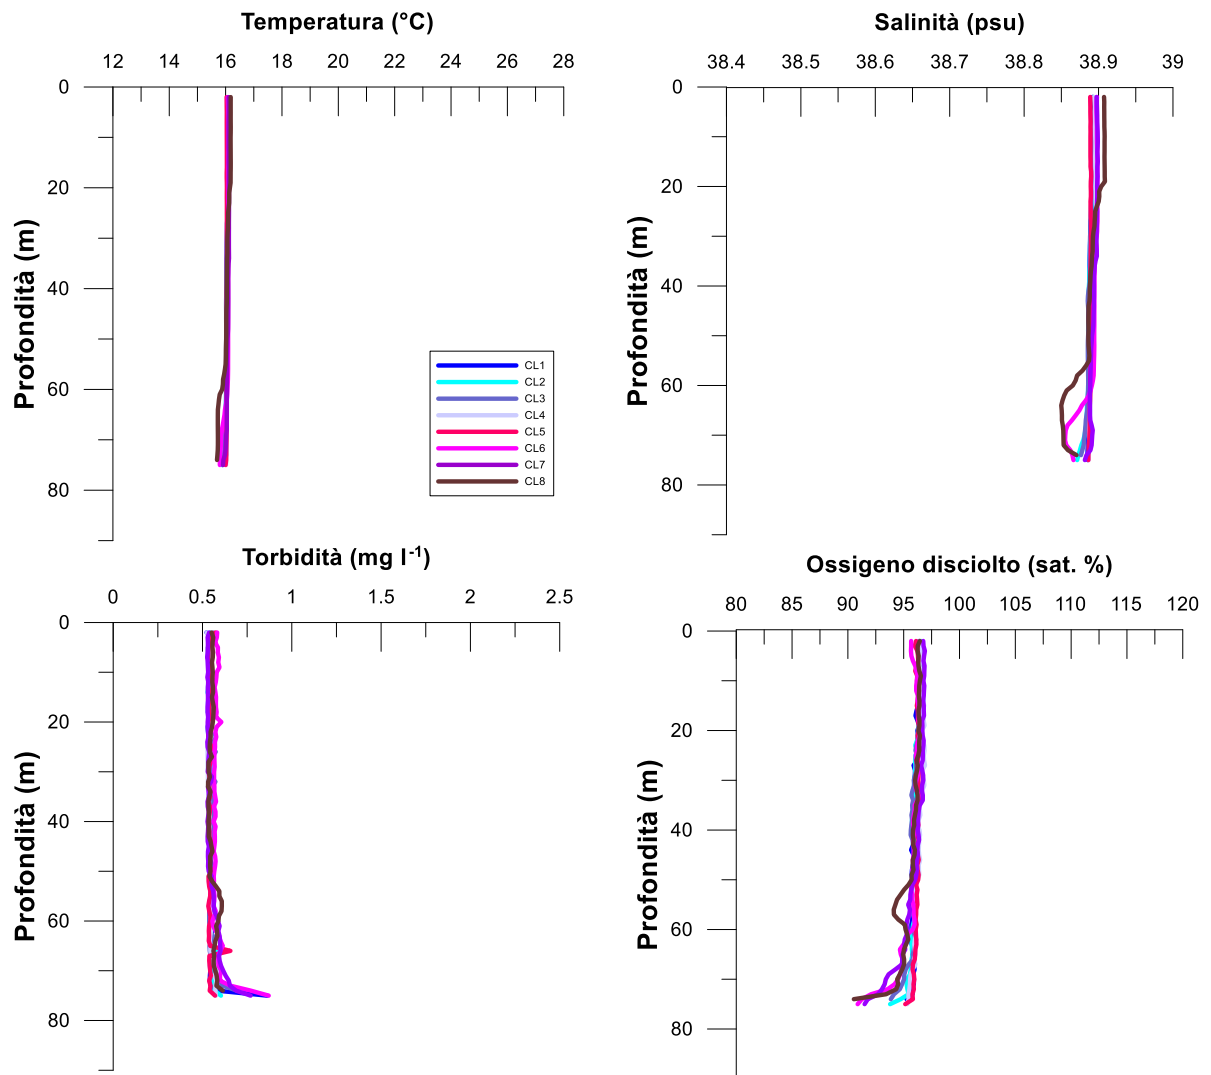 Temperatura (°C)
12 14 16 18 20 22 24 26 28
0
20
40
60
80
Profondità (m)
CL1
CL2
CL3
CL4
CL5
CL6
CL7
CL8
Salinità (psu)
38.4 38.5 38.6 38.7 38.8 38.9 39
0
20
40
60
80
Profondità (m)
Torbidità (mg l⁻¹)
0 0.5 1 1.5 2 2.5
0
20
40
60
80
Profondità (m)
Ossigeno disciolto (sat. %)
80 85 90 95 100 105 110 115 120
0
20
40
60
80
Profondità (m)